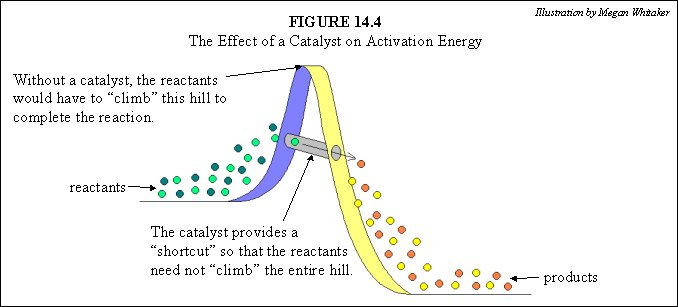 Illustration by Megan Whitaker
FIGURE 14.4
The Effect of a Catalyst on Activation Energy
Without a catalyst, the reactants
would have to “climb” this hill to
complete the reaction.
reactants
The catalyst provides a
“shortcut” so that the reactants
need not “climb” the entire hill.
products